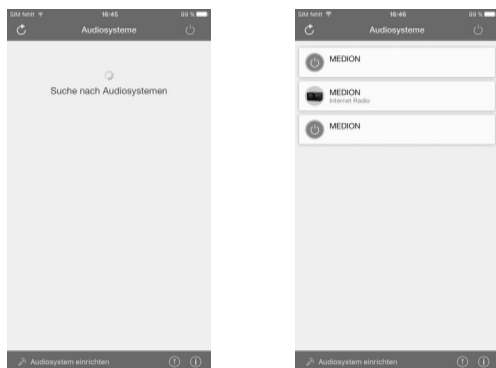 SIM fehlt 16:45 99 %
Audiosysteme
Suche nach Audiosystemen
Audiosystem einrichten
SIM fehlt 16:46 99 %
Audiosysteme
MEDION
MEDION
Internet Radio
MEDION
Audiosystem einrichten